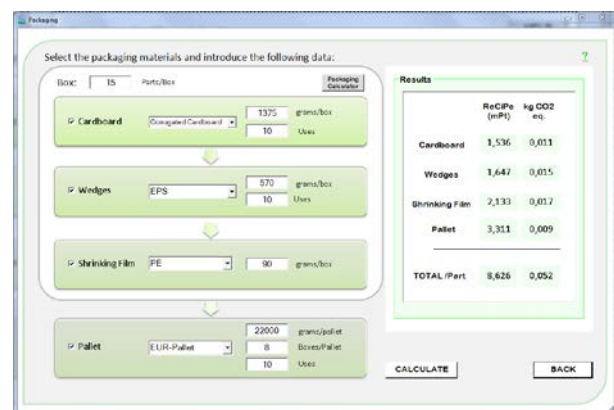 Packaging
Select the packaging materials and introduce the following data:
?
Box: 15 Parts/Box
Packaging Calculator
Cardboard Corrugated Cardboard 1375 grams/box
10 Uses
Wedges EPS 570 grams/box
10 Uses
Shrinking Film PE 90 grams/box
Pallet EUR-Pallet 22000 grams/pallet
8 Boxes/Pallet
10 Uses
Results
ReCiPe (mPt) kg CO2 eq.
Cardboard 1,536 0,011
Wedges 1,647 0,015
Shrinking Film 2,133 0,017
Pallet 3,311 0,009
TOTAL /Part 8,626 0,052
CALCULATE
BACK